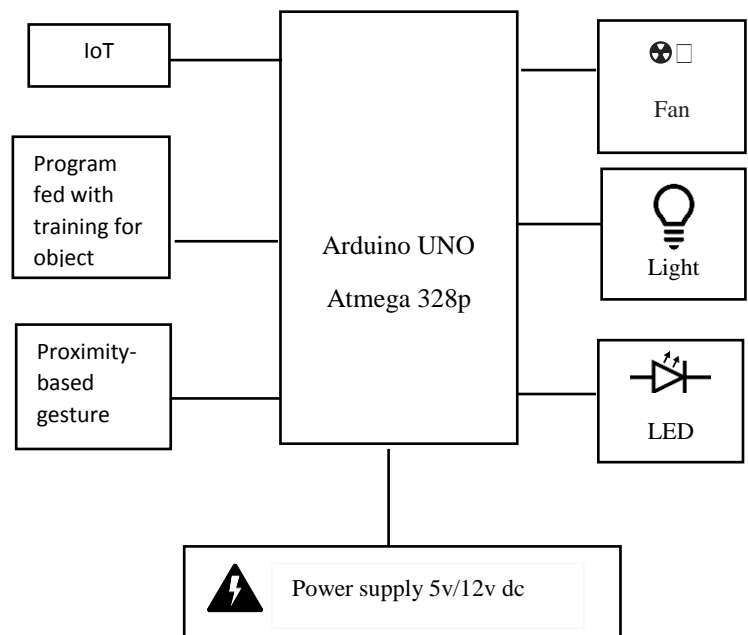 IoT
Program
fed with
training for
object
Proximity-
based
gesture
Arduino UNO
Atmega 328p
☢□
Fan
Light
LED
Power supply 5v/12v dc